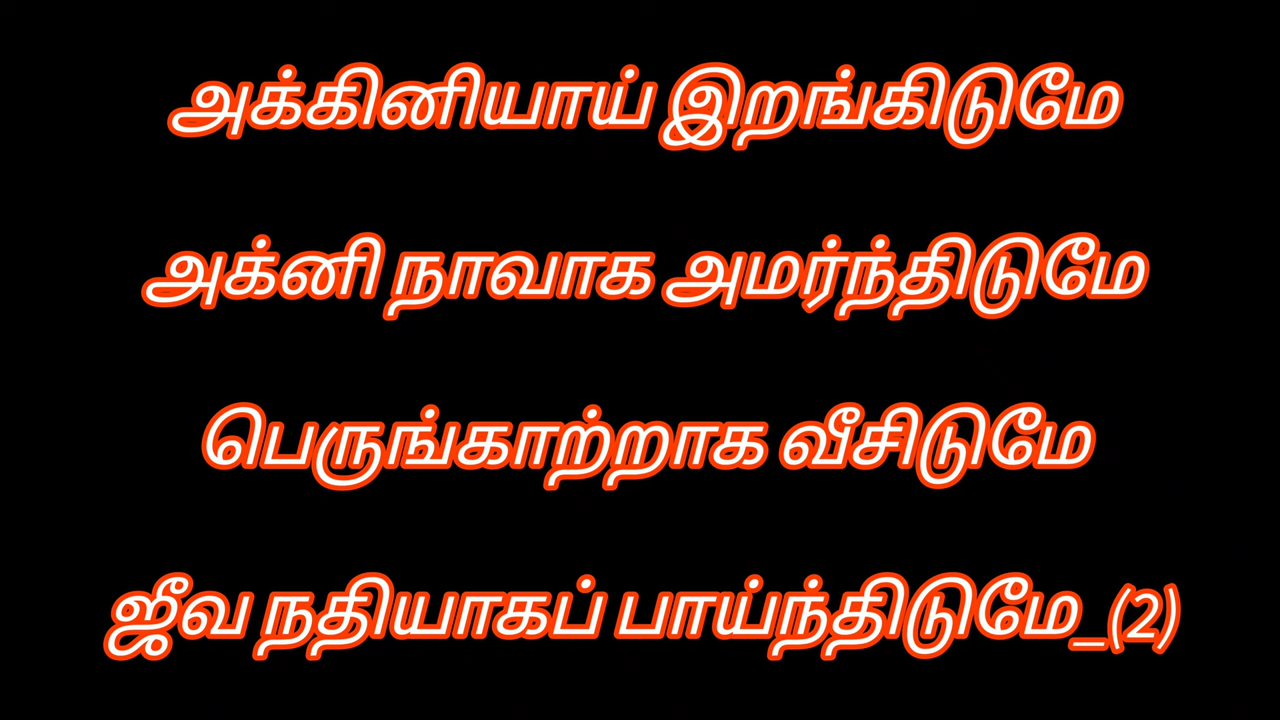 அக்கினியாய் இறங்கிடுமே
அக்னி நாவாக அமர்ந்திடுமே
பெருங்காற்றாக வீசிடுமே
ஜீவ நதியாகப் பாய்ந்திடுமே_(2)